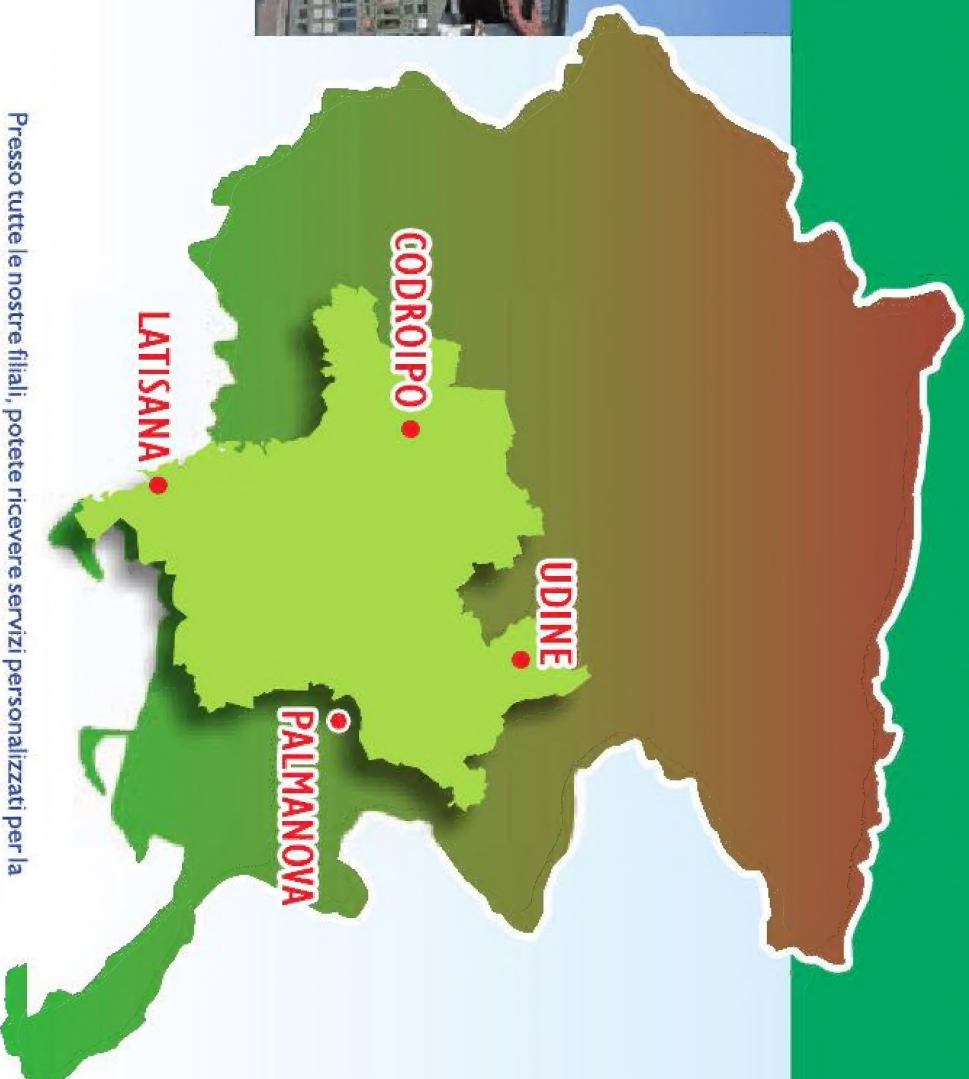 UDINE
CODROIPO
PALMANOVA
LATISANA
Presso tutte le nostre filiali, potete ricevere servizi personalizzati per la